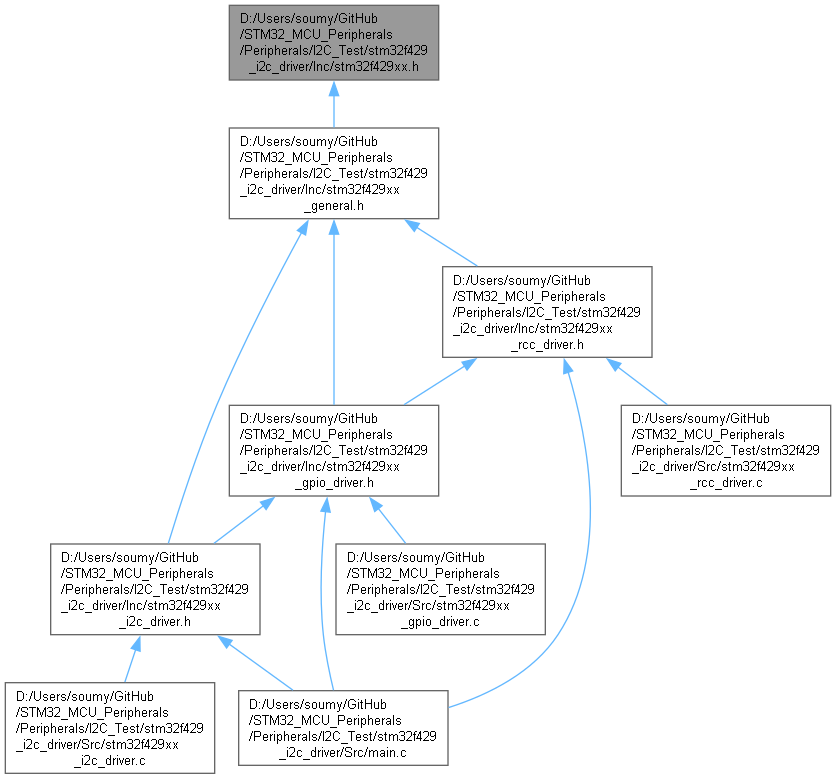 D:/Users/soumy/GitHub
/STM32_MCU_Peripherals
/Peripherals/I2C_Test/stm32f429
_i2c_driver/Inc/stm32f429xx.h
D:/Users/soumy/GitHub
/STM32_MCU_Peripherals
/Peripherals/I2C_Test/stm32f429
_i2c_driver/Inc/stm32f429xx
_general.h
D:/Users/soumy/GitHub
/STM32_MCU_Peripherals
/Peripherals/I2C_Test/stm32f429
_i2c_driver/Inc/stm32f429xx
_rcc_driver.h
D:/Users/soumy/GitHub
/STM32_MCU_Peripherals
/Peripherals/I2C_Test/stm32f429
_i2c_driver/Inc/stm32f429xx
_gpio_driver.h
D:/Users/soumy/GitHub
/STM32_MCU_Peripherals
/Peripherals/I2C_Test/stm32f429
_i2c_driver/Src/stm32f429xx
_rcc_driver.c
D:/Users/soumy/GitHub
/STM32_MCU_Peripherals
/Peripherals/I2C_Test/stm32f429
_i2c_driver/Inc/stm32f429xx
_i2c_driver.h
D:/Users/soumy/GitHub
/STM32_MCU_Peripherals
/Peripherals/I2C_Test/stm32f429
_i2c_driver/Src/stm32f429xx
_gpio_driver.c
D:/Users/soumy/GitHub
/STM32_MCU_Peripherals
/Peripherals/I2C_Test/stm32f429
_i2c_driver/Src/stm32f429xx
_i2c_driver.c
D:/Users/soumy/GitHub
/STM32_MCU_Peripherals
/Peripherals/I2C_Test/stm32f429
_i2c_driver/Src/main.c